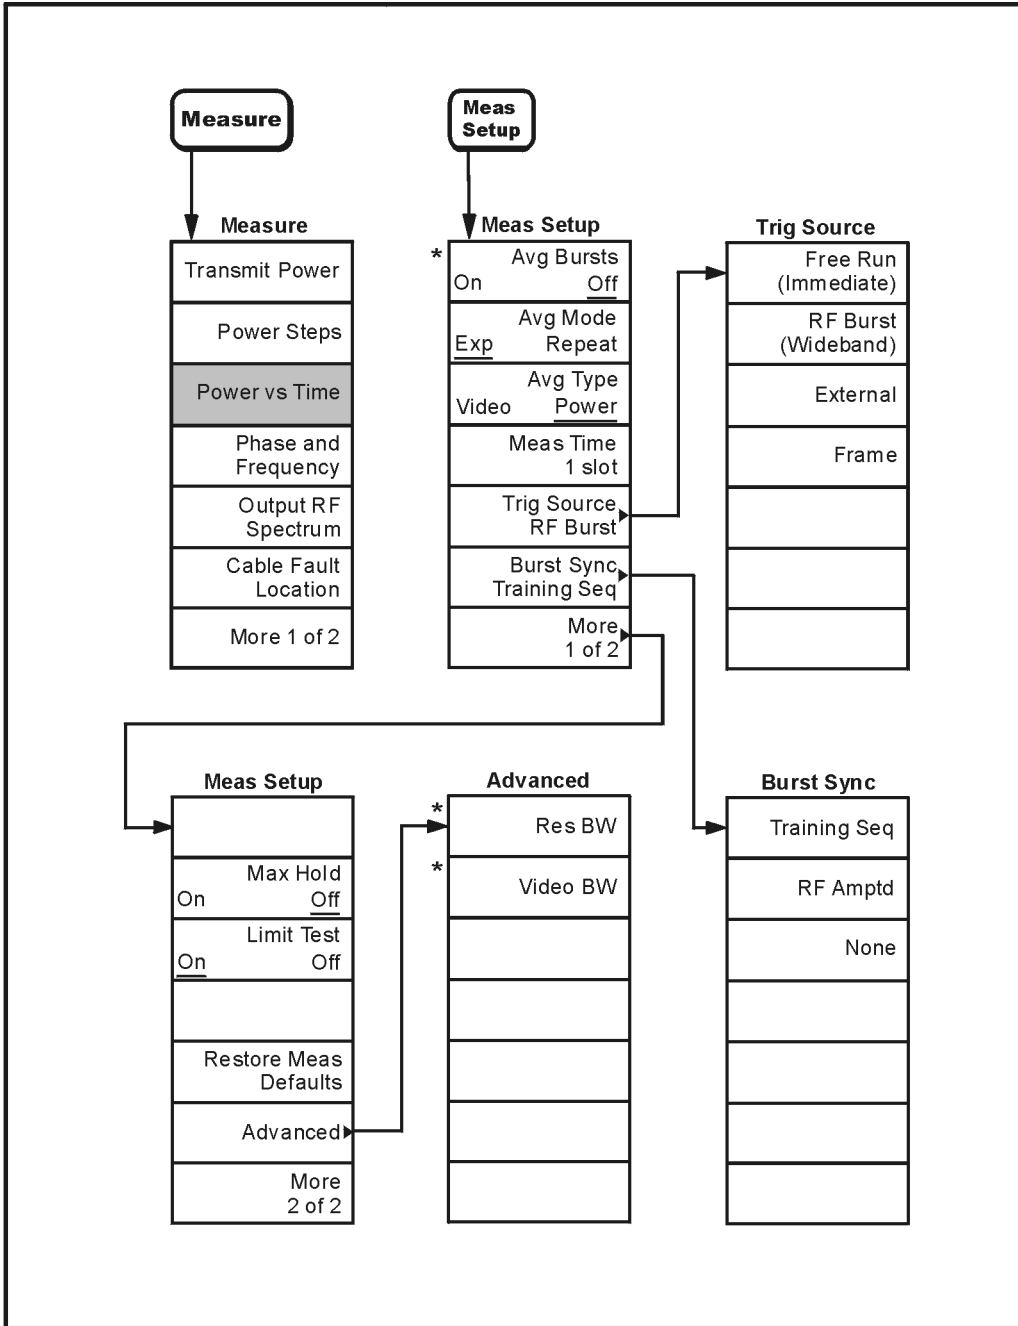 Measure
Meas
Setup
Measure
Transmit Power
Power Steps
Power vs Time
Phase and
Frequency
Output RF
Spectrum
Cable Fault
Location
More 1 of 2
Meas Setup
*
Avg Bursts
On Off
Avg Mode
Exp Repeat
Avg Type
Video Power
Meas Time
1 slot
Trig Source
RF Burst
Burst Sync
Training Seq
More
1 of 2
Trig Source
Free Run
(Immediate)
RF Burst
(Wideband)
External
Frame
Meas Setup
Max Hold
On Off
Limit Test
On Off
Restore Meas
Defaults
Advanced
More
2 of 2
Advanced
*
Res BW
*
Video BW
Burst Sync
Training Seq
RF Amptd
None